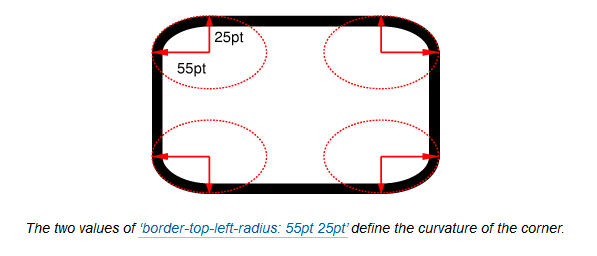 25pt
55pt
The two values of ‘border-top-left-radius: 55pt 25pt’ define the curvature of the corner.